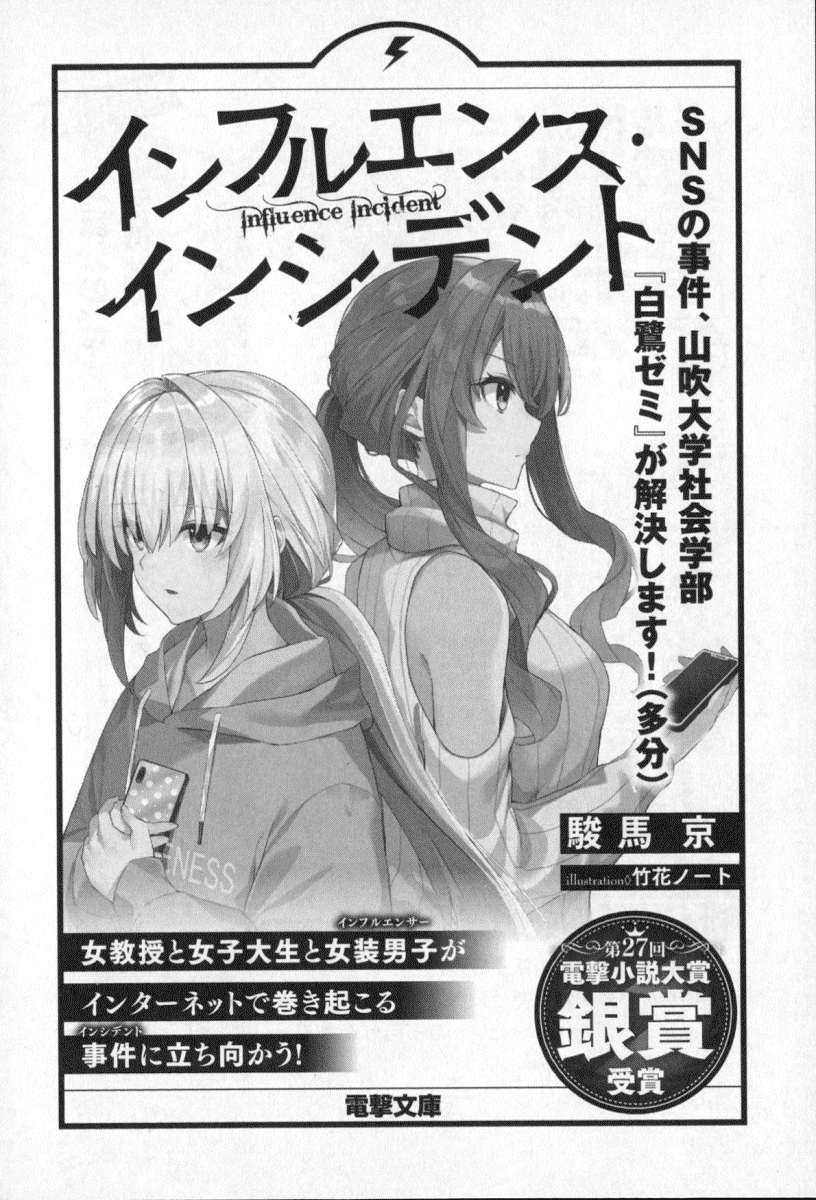 インフルエンス・
Influence Incident
インシデント
SNSの事件、山吹大学社会学部
『白鷺ゼミ』が解決します!(多分)
駿馬 京
illustration◇竹花ノート
NESS
インフルエンサー
女教授と女子大生と女装男子が
インターネットで巻き起こる
インシデント
事件に立ち向かう!
第27回
電撃小説大賞
銀賞
受賞
電撃文庫